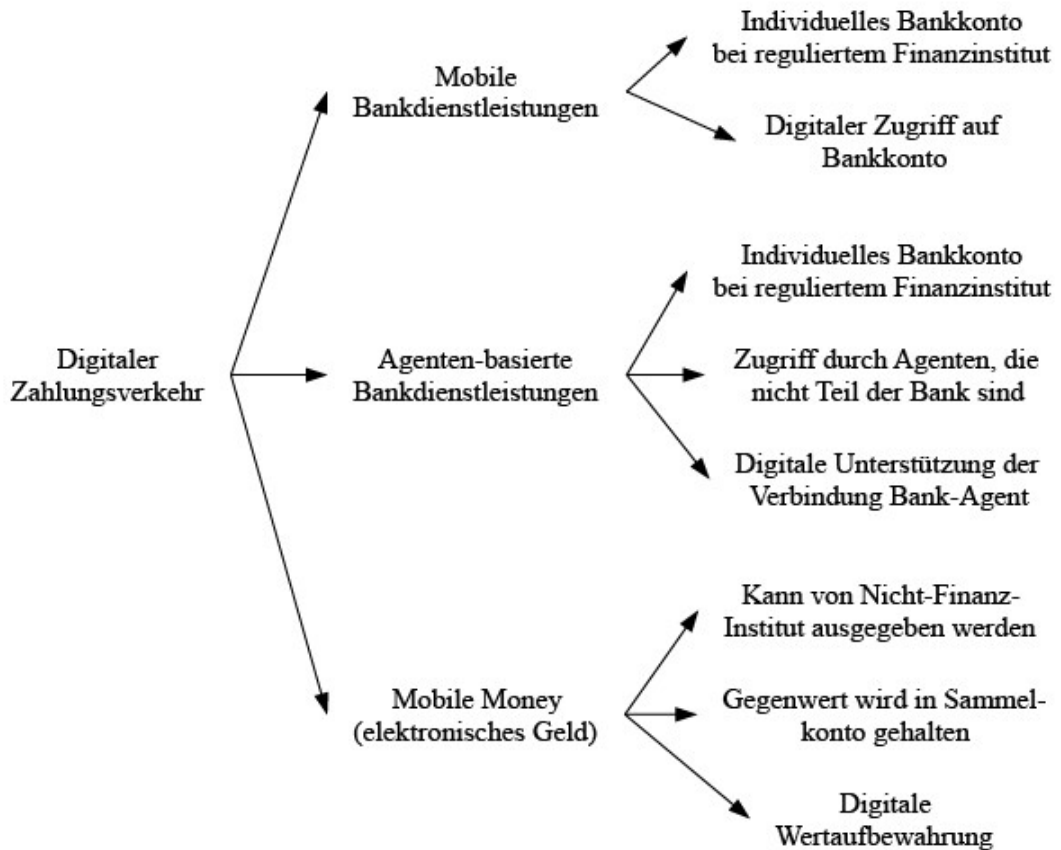 Digitaler
Zahlungsverkehr
Mobile
Bankdienstleistungen
Individuelles Bankkonto
bei reguliertem Finanzinstitut
Digitaler Zugriff auf
Bankkonto
Agenten-basierte
Bankdienstleistungen
Individuelles Bankkonto
bei reguliertem Finanzinstitut
Zugriff durch Agenten, die
nicht Teil der Bank sind
Digitale Unterstützung der
Verbindung Bank-Agent
Mobile Money
(elektronisches Geld)
Kann von Nicht-Finanz-
Institut ausgegeben werden
Gegenwert wird in Sammel-
konto gehalten
Digitale
Wertaufbewahrung